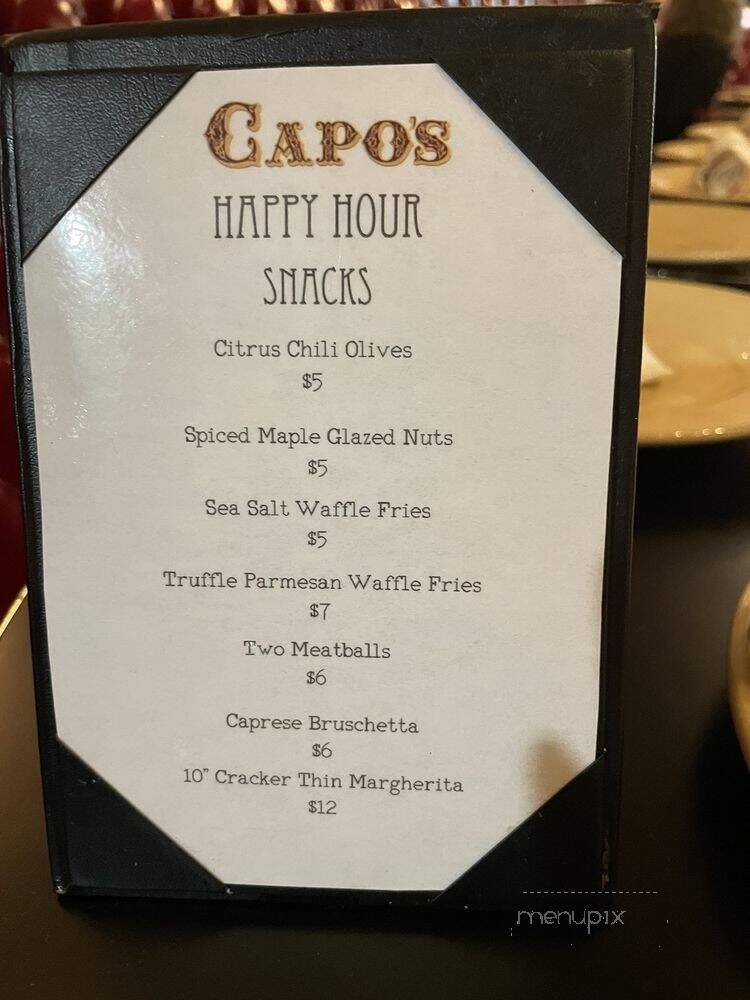 CAPO'S
HAPPY HOUR
SNACKS
Citrus Chili Olives
$5
Spiced Maple Glazed Nuts
$5
Sea Salt Waffle Fries
$5
Truffle Parmesan Waffle Fries
$7
Two Meatballs
$6
Caprese Bruschetta
$6
10" Cracker Thin Margherita
$12
menupix